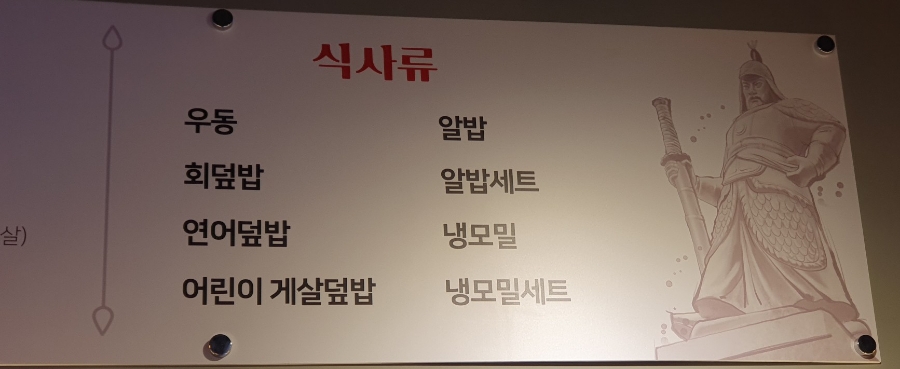 식사류
우동
회덮밥
연어덮밥
어린이 게살덮밥
알밥
알밥세트
냉모밀
냉모밀세트
살)